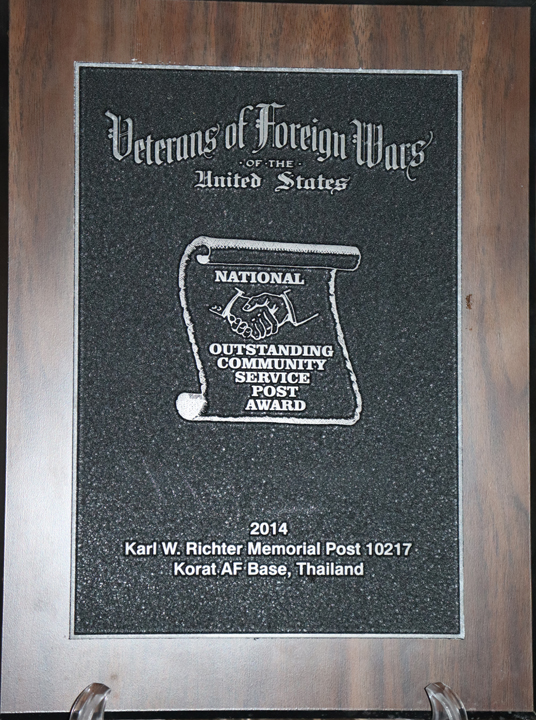 Veterans of Foreign Wars
·OF·THE·
United States
NATIONAL
OUTSTANDING
COMMUNITY
SERVICE
POST
AWARD
2014
Karl W. Richter Memorial Post 10217
Korat AF Base, Thailand